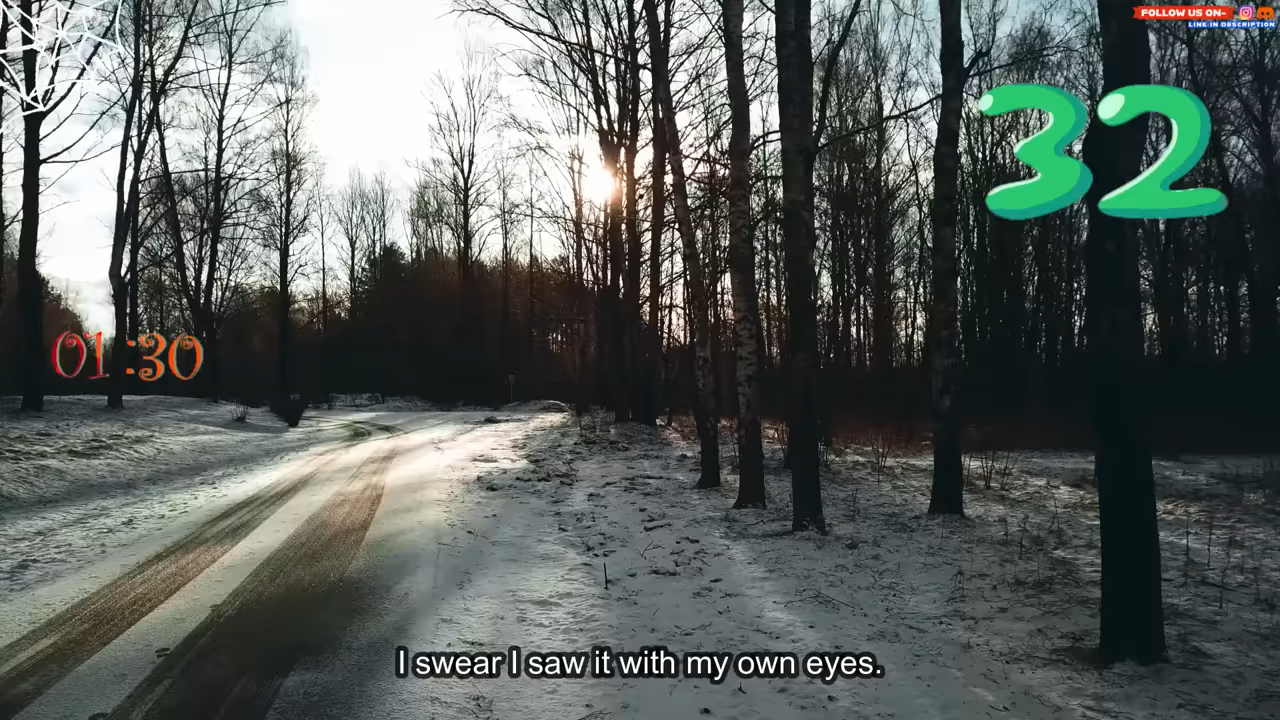 FOLLOW US ON-
LINK IN DESCRIPTION
32
01:30
I swear I saw it with my own eyes.